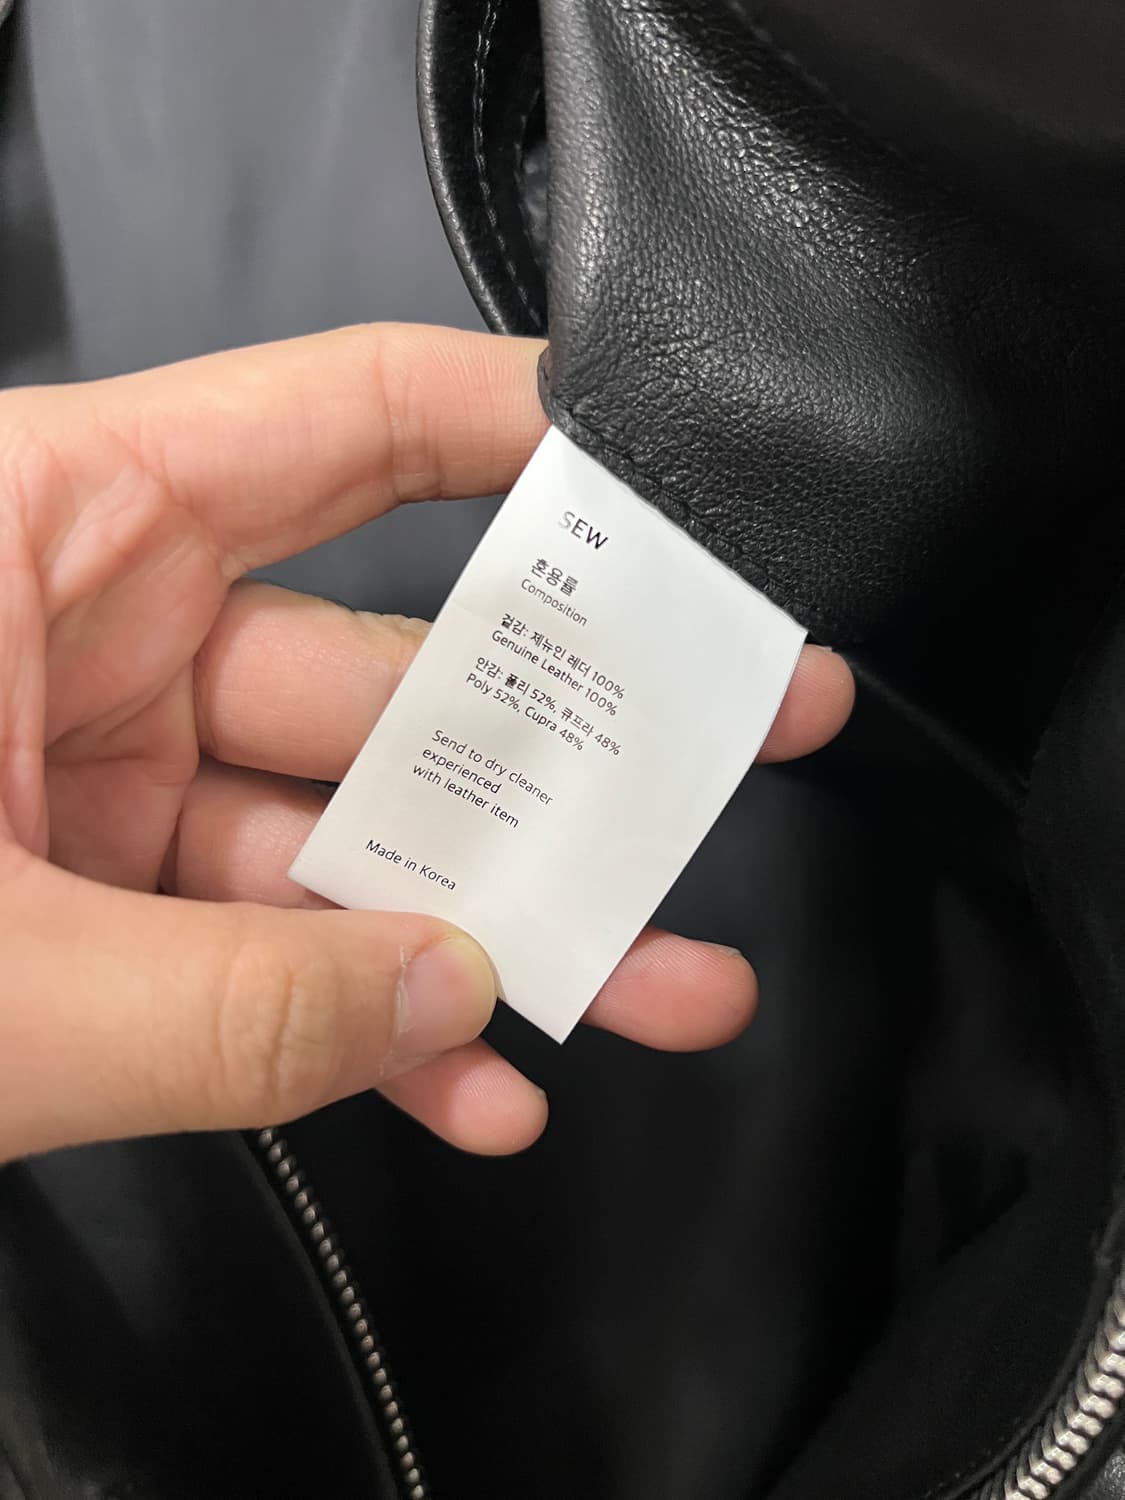 SEW
혼용률
Composition
겉감: 제뉴인 레더 100%
Genuine Leather 100%
안감: 폴리 52%, 큐프라 48%
Poly 52%, Cupra 48%
Send to dry cleaner
experienced
with leather item
Made in Korea